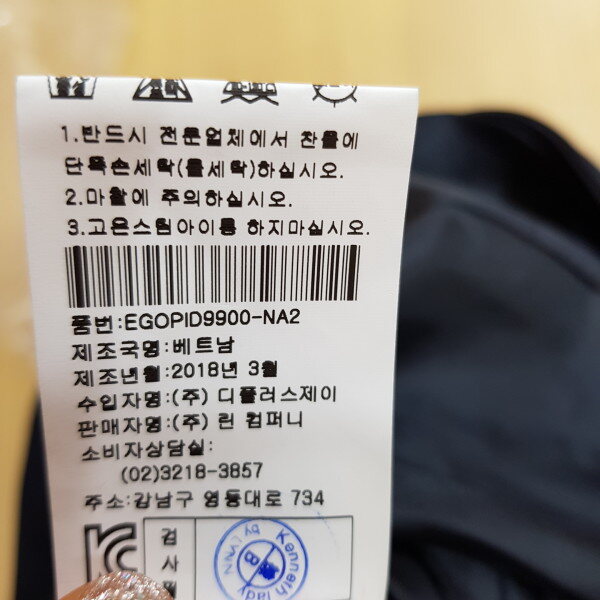 1.반드시 전문업체에서 찬물에
단독손세탁(물세탁)하십시오.
2.마찰에 주의하십시오.
3.고온스팀아이롱 하지마십시오.
품번:EGOPID9900-NA2
제조국명:베트남
제조년월:2018년 3월
수입자명:(주) 디플러스제이
판매자명:(주) 린 컴퍼니
소비자상담실:
(02)3218-3857
주소:강남구 영동대로 734
검
사
Kenneth lady
8
by LYNN